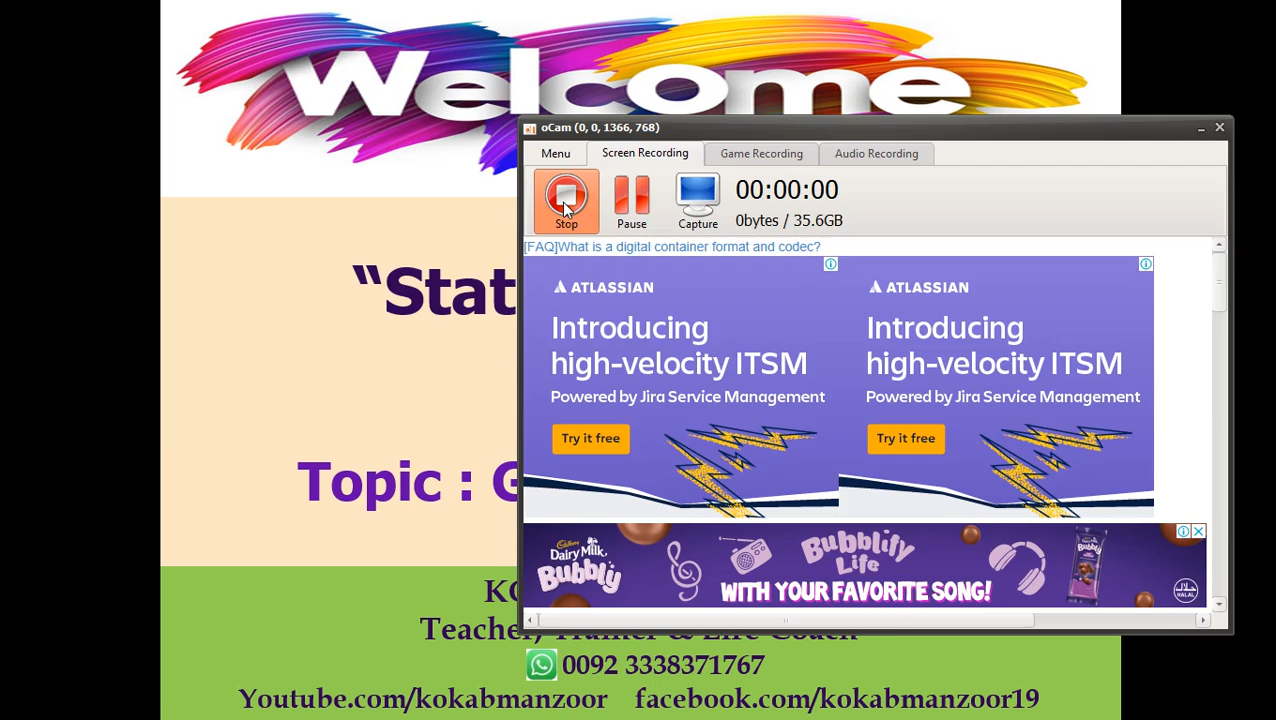 Welcome
oCam (0, 0, 1366, 768)
Menu Screen Recording Game Recording Audio Recording
Stop Pause Capture
00:00:00
0bytes / 35.6GB
[FAQ]What is a digital container format and codec?
ATLASSIAN
Introducing
high-velocity ITSM
Powered by Jira Service Management
Try it free
ATLASSIAN
Introducing
high-velocity ITSM
Powered by Jira Service Management
Try it free
Cadbury
Dairy Milk
Bubbly
Bubblify
Life
WITH YOUR FAVORITE SONG!
Bubbly
HALAL
“Stat
Topic : G
Teacher, Trainer & Life Coach
0092 3338371767
Youtube.com/kokabmanzoor facebook.com/kokabmanzoor19